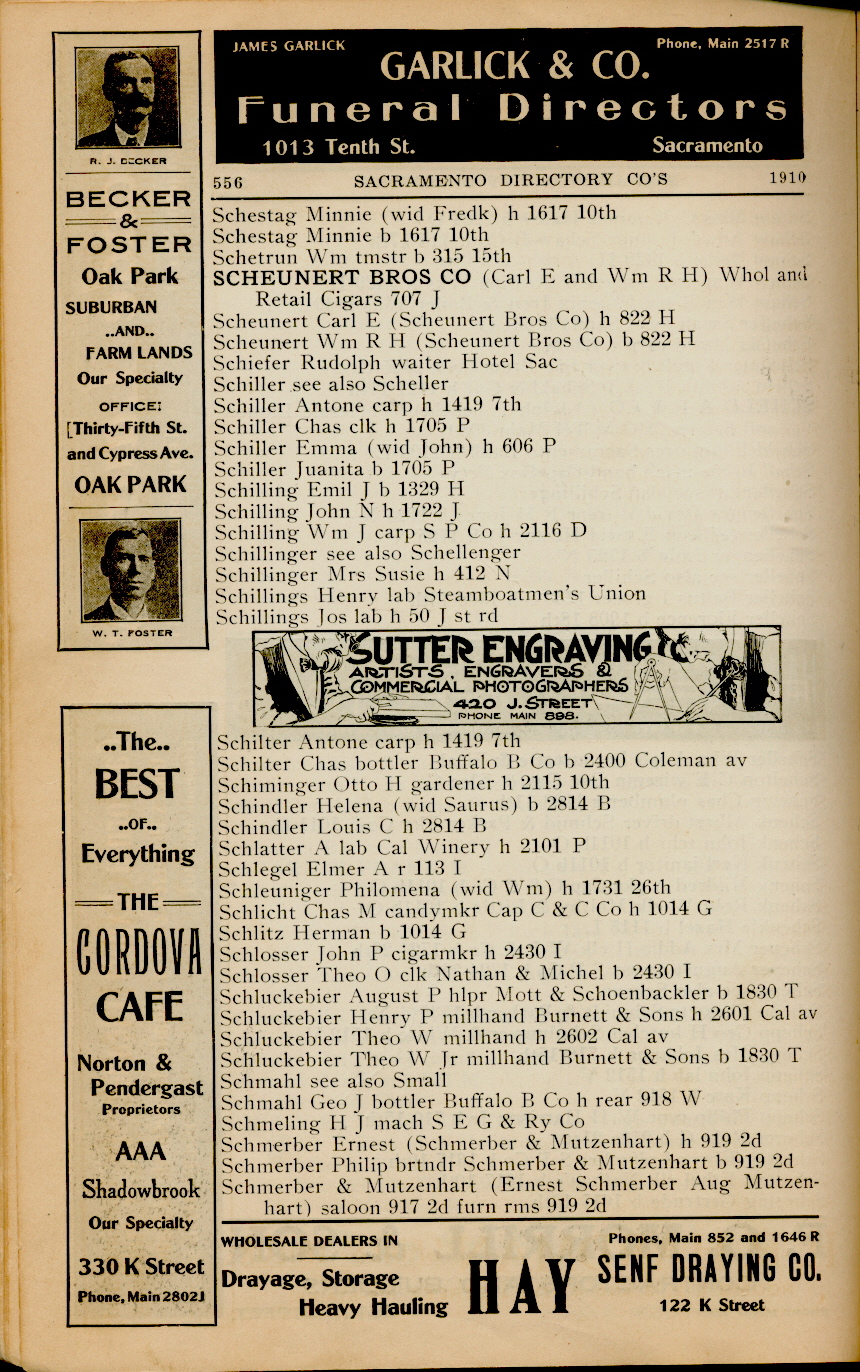 JAMES GARLICK
Phone, Main 2517 R
GARLICK & CO.
Funeral Directors
1013 Tenth St.
Sacramento
R. J. BECKER
BECKER
&
FOSTER
Oak Park
SUBURBAN
..AND..
FARM LANDS
Our Specialty
OFFICE:
[Thirty-Fifth St.
and Cypress Ave.
OAK PARK
W. T. FOSTER
556
SACRAMENTO DIRECTORY CO'S
1910
Schestag Minnie (wid Fredk) h 1617 10th
Schestag Minnie b 1617 10th
Schetrun Wm tmstr b 315 15th
SCHEUNERT BROS CO (Carl E and Wm R H) Whol and
Retail Cigars 707 J
Scheunert Carl E (Scheunert Bros Co) h 822 H
Scheunert Wm R H (Scheunert Bros Co) b 822 H
Schiefer Rudolph waiter Hotel Sac
Schiller see also Scheller
Schiller Antone carp h 1419 7th
Schiller Chas clk h 1705 P
Schiller Emma (wid John) h 606 P
Schiller Juanita b 1705 P
Schilling Emil J b 1329 H
Schilling John N h 1722 J
Schilling Wm J carp S P Co h 2116 D
Schillinger see also Schellenger
Schillinger Mrs Susie h 412 N
Schillings Henry lab Steamboatmen's Union
Schillings Jos lab h 50 J st rd
SUTTER ENGRAVING Co
ARTISTS, ENGRAVERS &
COMMERCIAL PHOTOGRAPHERS
420 J. STREET
PHONE MAIN 898.
..The..
BEST
..OF..
Everything
THE
CORDOVA
CAFE
Norton &
Pendergast
Proprietors
AAA
Shadowbrook
Our Specialty
330 K Street
Phone, Main 2802J
Schilter Antone carp h 1419 7th
Schilter Chas bottler Buffalo B Co b 2400 Coleman av
Schiminger Otto H gardener h 2115 10th
Schindler Helena (wid Saurus) b 2814 B
Schindler Louis C h 2814 B
Schlatter A lab Cal Winery h 2101 P
Schlegel Elmer A r 113 I
Schleuniger Philomena (wid Wm) h 1731 26th
Schlicht Chas M candymkr Cap C & C Co h 1014 G
Schlitz Herman b 1014 G
Schlosser John P cigarmkr h 2430 I
Schlosser Theo O clk Nathan & Michel b 2430 I
Schluckebier August P hlpr Mott & Schoenbackler b 1830 T
Schluckebier Henry P millhand Burnett & Sons h 2601 Cal av
Schluckebier Theo W millhand h 2602 Cal av
Schluckebier Theo W Jr millhand Burnett & Sons b 1830 T
Schmahl see also Small
Schmahl Geo J bottler Buffalo B Co h rear 918 W
Schmeling H J mach S E G & Ry Co
Schmerber Ernest (Schmerber & Mutzenhart) h 919 2d
Schmerber Philip brtndr Schmerber & Mutzenhart b 919 2d
Schmerber & Mutzenhart (Ernest Schmerber Aug Mutzen-
hart) saloon 917 2d furn rms 919 2d
WHOLESALE DEALERS IN
Drayage, Storage
Heavy Hauling
HAY
Phones, Main 852 and 1646 R
SENF DRAYING CO.
122 K Street